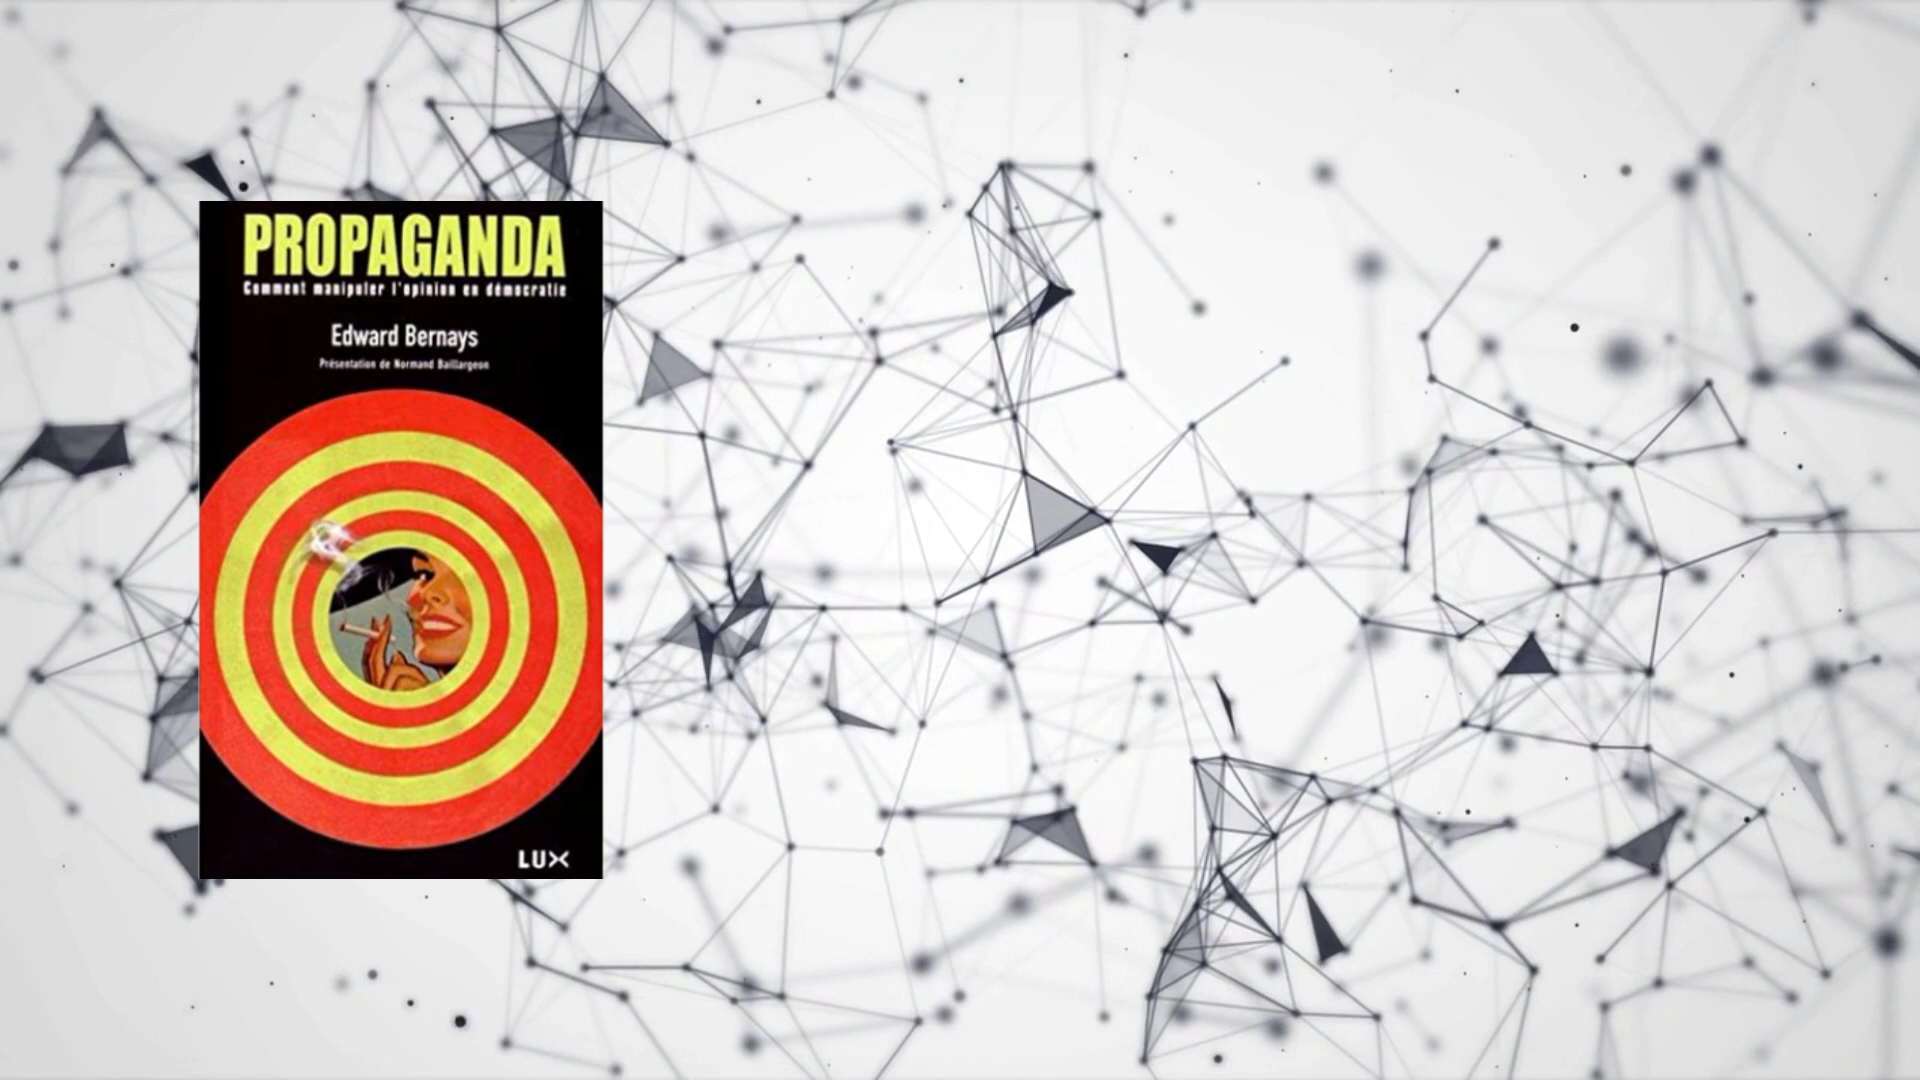 PROPAGANDA
Comment manipuler l'opinion en démocratie
Edward Bernays
Présentation de Normand Baillargeon
LUX